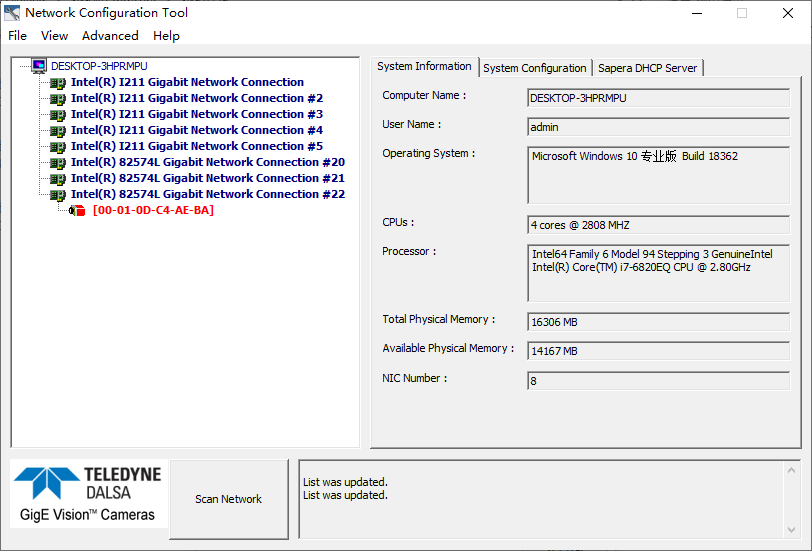 Network Configuration Tool
File View Advanced Help
DESKTOP-3HPRMPU
Intel(R) I211 Gigabit Network Connection
Intel(R) I211 Gigabit Network Connection #2
Intel(R) I211 Gigabit Network Connection #3
Intel(R) I211 Gigabit Network Connection #4
Intel(R) I211 Gigabit Network Connection #5
Intel(R) 82574L Gigabit Network Connection #20
Intel(R) 82574L Gigabit Network Connection #21
Intel(R) 82574L Gigabit Network Connection #22
[00-01-0D-C4-AE-BA]
System Information System Configuration Sapera DHCP Server
Computer Name : DESKTOP-3HPRMPU
User Name : admin
Operating System : Microsoft Windows 10 专业版 Build 18362
CPUs : 4 cores @ 2808 MHZ
Processor : Intel64 Family 6 Model 94 Stepping 3 GenuineIntel
Intel(R) Core(TM) i7-6820EQ CPU @ 2.80GHz
Total Physical Memory : 16306 MB
Available Physical Memory : 14167 MB
NIC Number : 8
TELEDYNE
DALSA
GigE Vision™ Cameras
Scan Network
List was updated.
List was updated.